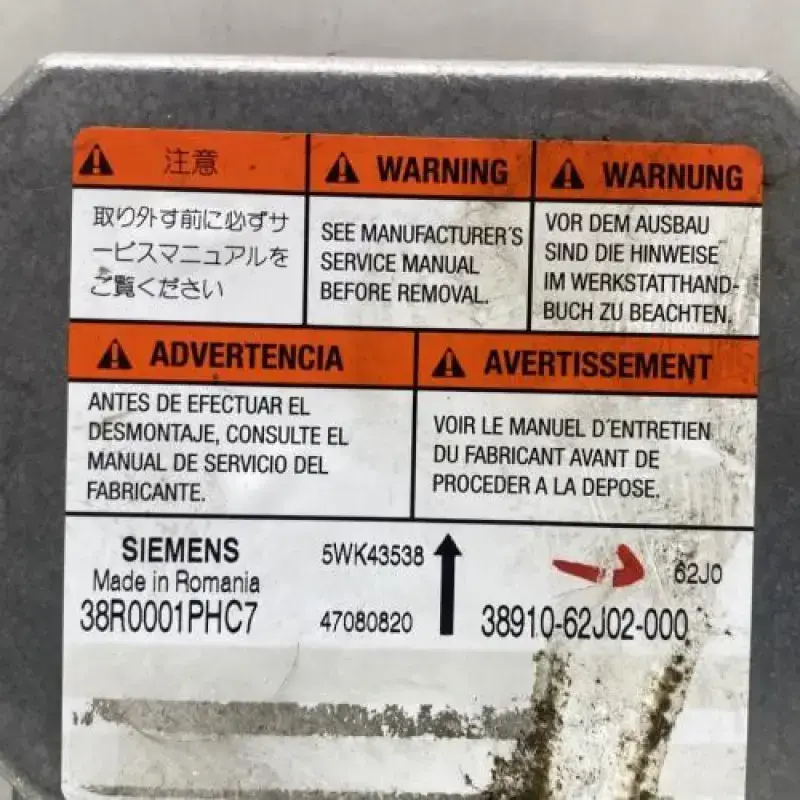 注意
取り外す前に必ずサ
ービスマニュアルを
ご覧ください
WARNING
SEE MANUFACTURER'S
SERVICE MANUAL
BEFORE REMOVAL.
WARNUNG
VOR DEM AUSBAU
SIND DIE HINWEISE
IM WERKSTATTHAND-
BUCH ZU BEACHTEN.
ADVERTENCIA
ANTES DE EFECTUAR EL
DESMONTAJE, CONSULTE EL
MANUAL DE SERVICIO DEL
FABRICANTE.
AVERTISSEMENT
VOIR LE MANUEL D'ENTRETIEN
DU FABRICANT AVANT DE
PROCEDER A LA DEPOSE.
SIEMENS
Made in Romania
38R0001PHC7
5WK43538
47080820
62J0
38910-62J02-000